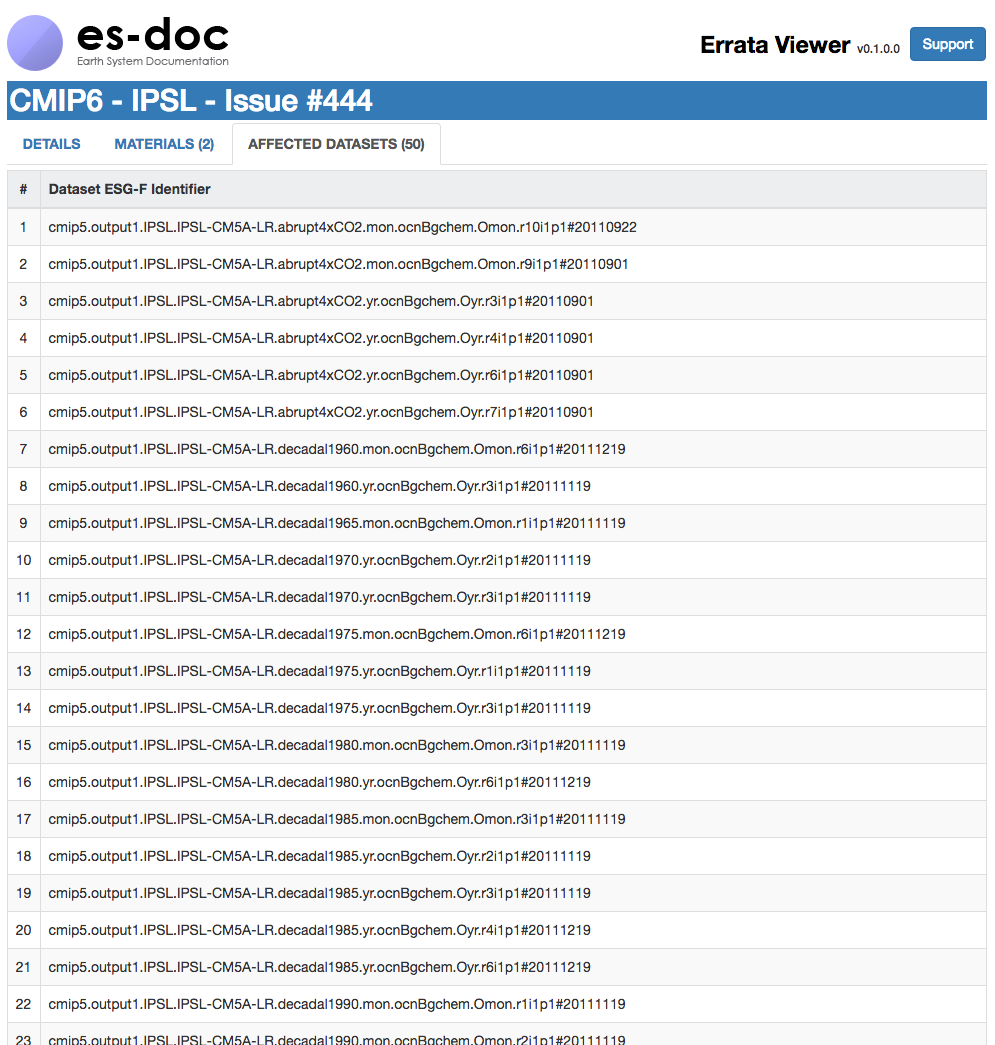 es-doc
Earth System Documentation
Errata Viewer v0.1.0.0 Support
CMIP6 - IPSL - Issue #444
DETAILS MATERIALS (2) AFFECTED DATASETS (50)
# Dataset ESG-F Identifier
1 cmip5.output1.IPSL.IPSL-CM5A-LR.abrupt4xCO2.mon.ocnBgchem.Omon.r10i1p1#20110922
2 cmip5.output1.IPSL.IPSL-CM5A-LR.abrupt4xCO2.mon.ocnBgchem.Omon.r9i1p1#20110901
3 cmip5.output1.IPSL.IPSL-CM5A-LR.abrupt4xCO2.yr.ocnBgchem.Oyr.r3i1p1#20110901
4 cmip5.output1.IPSL.IPSL-CM5A-LR.abrupt4xCO2.yr.ocnBgchem.Oyr.r4i1p1#20110901
5 cmip5.output1.IPSL.IPSL-CM5A-LR.abrupt4xCO2.yr.ocnBgchem.Oyr.r6i1p1#20110901
6 cmip5.output1.IPSL.IPSL-CM5A-LR.abrupt4xCO2.yr.ocnBgchem.Oyr.r7i1p1#20110901
7 cmip5.output1.IPSL.IPSL-CM5A-LR.decadal1960.mon.ocnBgchem.Omon.r6i1p1#20111219
8 cmip5.output1.IPSL.IPSL-CM5A-LR.decadal1960.yr.ocnBgchem.Oyr.r3i1p1#20111119
9 cmip5.output1.IPSL.IPSL-CM5A-LR.decadal1965.mon.ocnBgchem.Omon.r1i1p1#20111119
10 cmip5.output1.IPSL.IPSL-CM5A-LR.decadal1970.yr.ocnBgchem.Oyr.r2i1p1#20111119
11 cmip5.output1.IPSL.IPSL-CM5A-LR.decadal1970.yr.ocnBgchem.Oyr.r3i1p1#20111119
12 cmip5.output1.IPSL.IPSL-CM5A-LR.decadal1975.mon.ocnBgchem.Omon.r6i1p1#20111219
13 cmip5.output1.IPSL.IPSL-CM5A-LR.decadal1975.yr.ocnBgchem.Oyr.r1i1p1#20111119
14 cmip5.output1.IPSL.IPSL-CM5A-LR.decadal1975.yr.ocnBgchem.Oyr.r3i1p1#20111119
15 cmip5.output1.IPSL.IPSL-CM5A-LR.decadal1980.mon.ocnBgchem.Omon.r3i1p1#20111119
16 cmip5.output1.IPSL.IPSL-CM5A-LR.decadal1980.yr.ocnBgchem.Oyr.r6i1p1#20111219
17 cmip5.output1.IPSL.IPSL-CM5A-LR.decadal1985.mon.ocnBgchem.Omon.r3i1p1#20111119
18 cmip5.output1.IPSL.IPSL-CM5A-LR.decadal1985.yr.ocnBgchem.Oyr.r2i1p1#20111119
19 cmip5.output1.IPSL.IPSL-CM5A-LR.decadal1985.yr.ocnBgchem.Oyr.r3i1p1#20111119
20 cmip5.output1.IPSL.IPSL-CM5A-LR.decadal1985.yr.ocnBgchem.Oyr.r4i1p1#20111219
21 cmip5.output1.IPSL.IPSL-CM5A-LR.decadal1985.yr.ocnBgchem.Oyr.r6i1p1#20111219
22 cmip5.output1.IPSL.IPSL-CM5A-LR.decadal1990.mon.ocnBgchem.Omon.r1i1p1#20111119
23 cmip5.output1.IPSL.IPSL-CM5A-LR.decadal1990.mon.ocnBgchem.Omon.r2i1p1#20111119